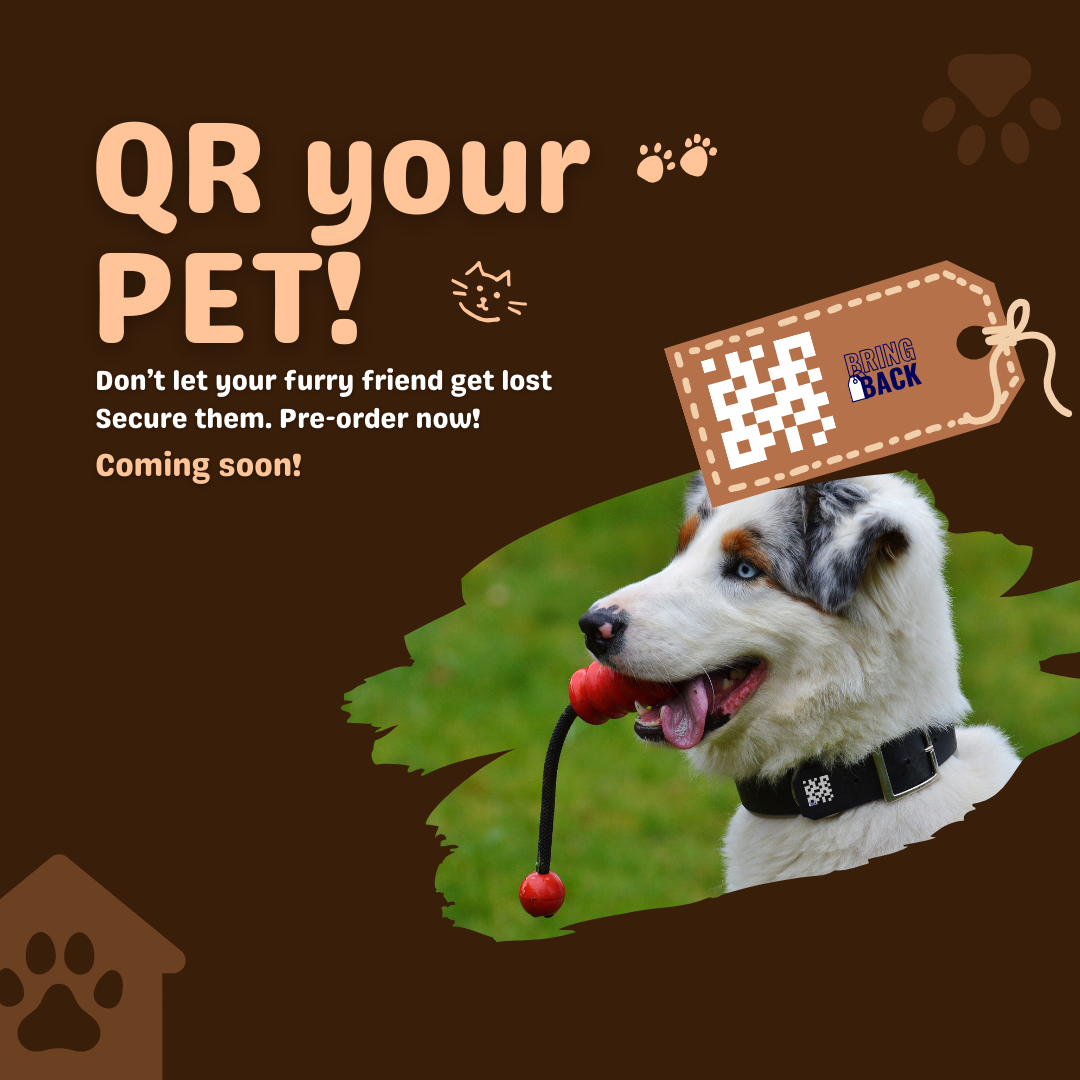 QR your
PET!
Don't let your furry friend get lost
Secure them. Pre-order now!
Coming soon!
BRING
BACK